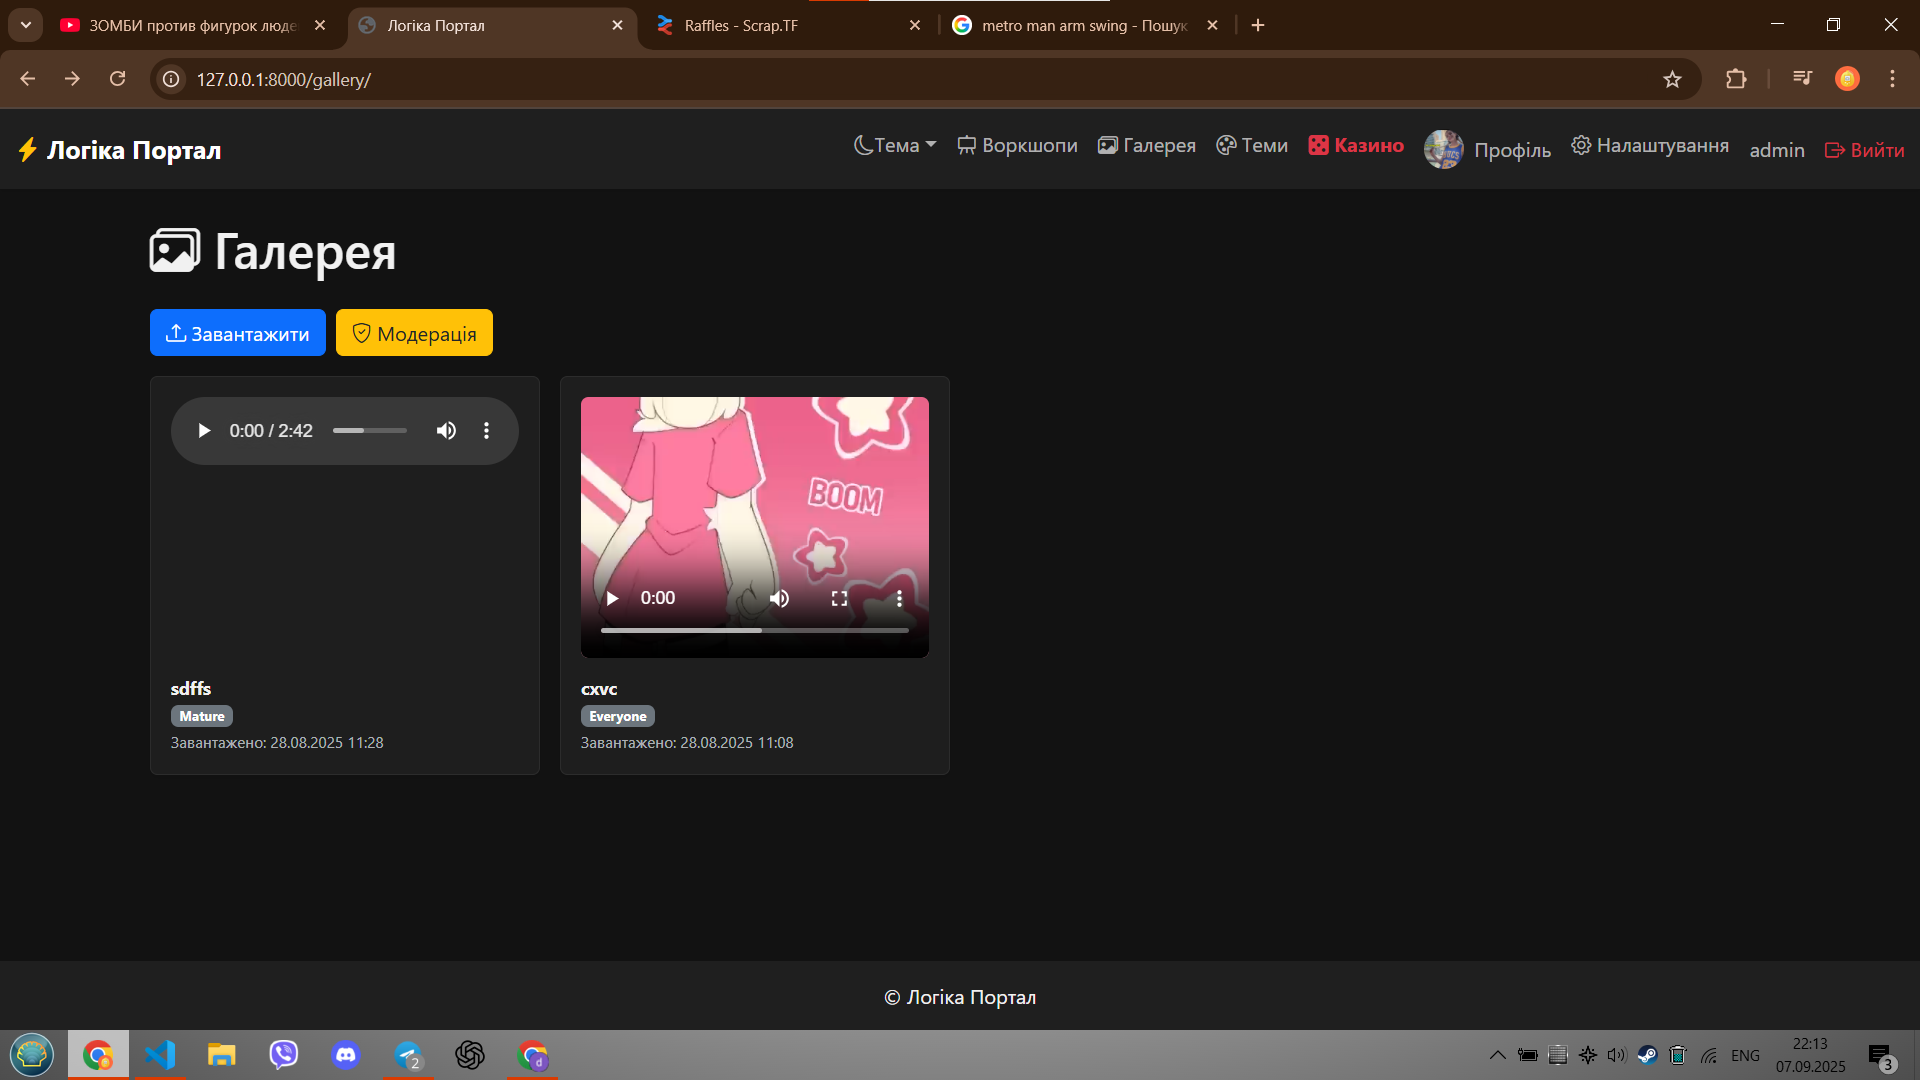 ЗОМБИ против фигурок люде
Логіка Портал
Raffles - Scrap.TF
metro man arm swing - Пошук
127.0.0.1:8000/gallery/
Логіка Портал
Тема
Воркшопи
Галерея
Теми
Казино
Профіль
Налаштування
admin
Вийти
Галерея
Завантажити
Модерація
0:00 / 2:42
BOOM
0:00
sdffs
Mature
Завантажено: 28.08.2025 11:28
cxvc
Everyone
Завантажено: 28.08.2025 11:08
© Логіка Портал
2
d
ENG
22:13
07.09.2025
3